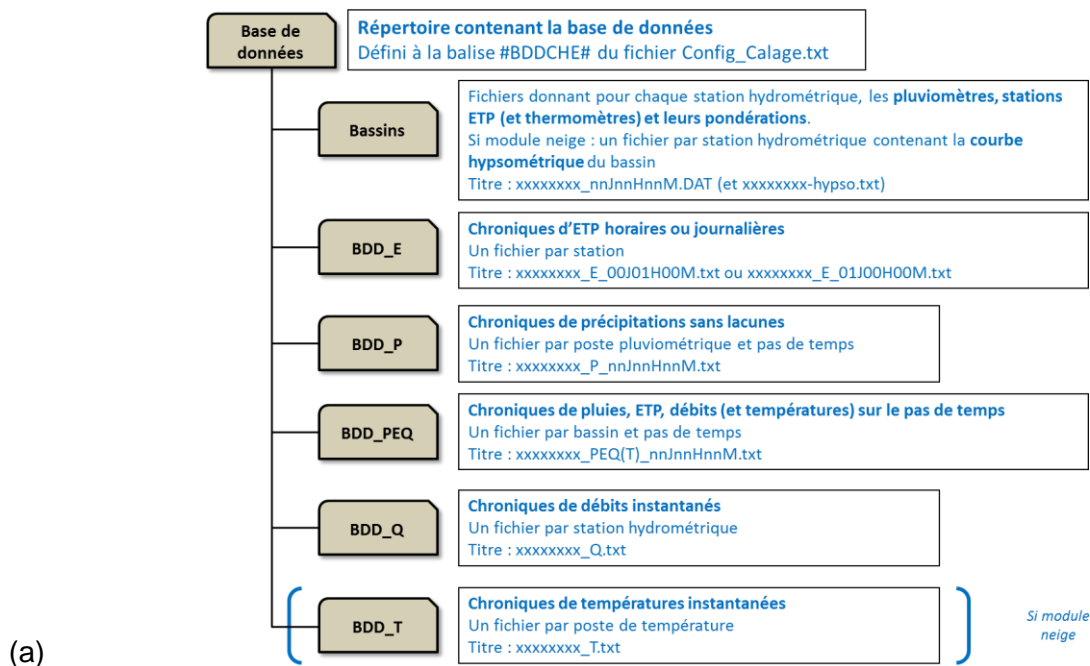 Base de
données
Répertoire contenant la base de données
Défini à la balise #BDDCHE# du fichier Config_Calage.txt
Bassins
Fichiers donnant pour chaque station hydrométrique, les pluviomètres, stations
ETP (et thermomètres) et leurs pondérations.
Si module neige : un fichier par station hydrométrique contenant la courbe
hypsométrique du bassin
Titre : xxxxxxxx_nnJnnHnnM.DAT (et xxxxxxxx-hypso.txt)
BDD_E
Chroniques d'ETP horaires ou journalières
Un fichier par station
Titre : xxxxxxxx_E_00J01H00M.txt ou xxxxxxxx_E_01J00H00M.txt
BDD_P
Chroniques de précipitations sans lacunes
Un fichier par poste pluviométrique et pas de temps
Titre : xxxxxxxx_P_nnJnnHnnM.txt
BDD_PEQ
Chroniques de pluies, ETP, débits (et températures) sur le pas de temps
Un fichier par bassin et pas de temps
Titre : xxxxxxxx_PEQ(T)_nnJnnHnnM.txt
BDD_Q
Chroniques de débits instantanés
Un fichier par station hydrométrique
Titre : xxxxxxxx_Q.txt
BDD_T
Chroniques de températures instantanées
Un fichier par poste de température
Titre : xxxxxxxx_T.txt
Si module
neige
(a)